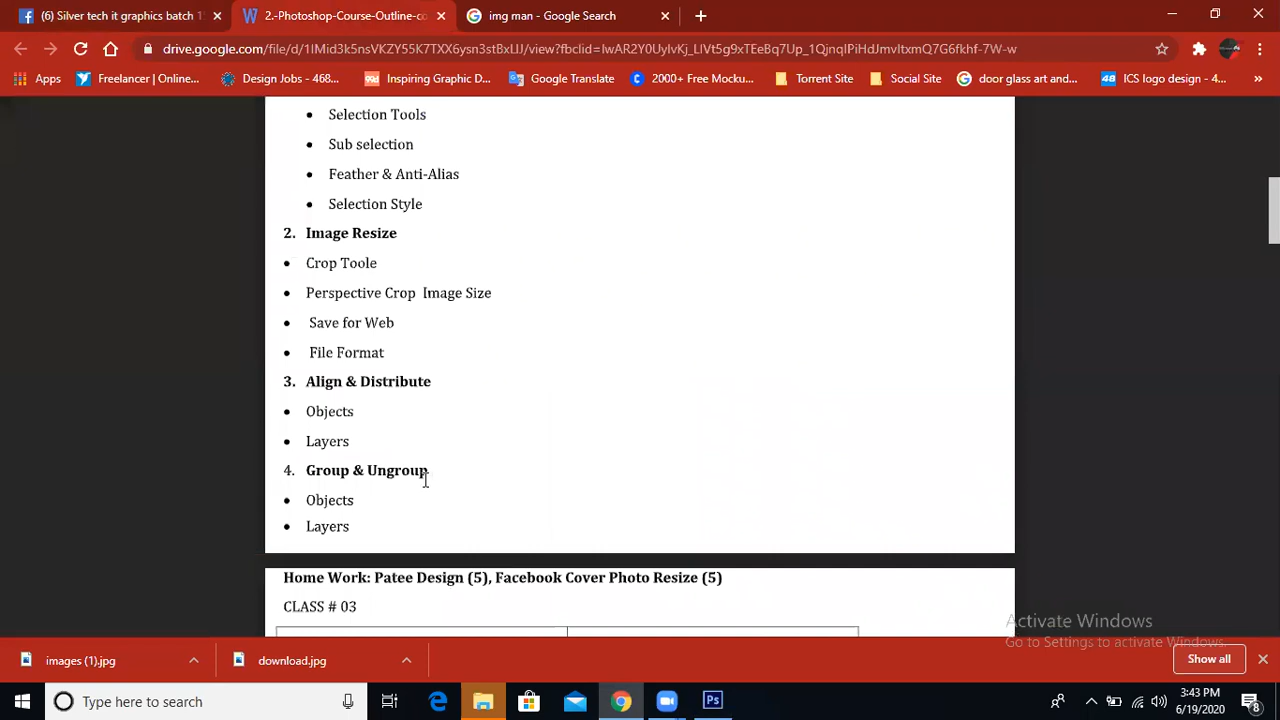 (6) Silver tech it graphics batch 1
2.-Photoshop-Course-Outline-co
img man - Google Search
drive.google.com/file/d/1IMid3k5nsVKZY55K7TXX6ysn3stBxLIJ/view?fbclid=IwAR2Y0UylvKj_LlVt5g9xTEeBq7Up_1QjnqIPiHdJmvItxmQ7G6fkhf-7W-w
Apps
Freelancer | Online...
Design Jobs - 468...
Inspiring Graphic D...
Google Translate
2000+ Free Mocku...
Torrent Site
Social Site
door glass art and...
ICS logo design - 4...
• Selection Tools
• Sub selection
• Feather & Anti-Alias
• Selection Style
2. Image Resize
• Crop Toole
• Perspective Crop Image Size
• Save for Web
• File Format
3. Align & Distribute
• Objects
• Layers
4. Group & Ungroup
• Objects
• Layers
Home Work: Patee Design (5), Facebook Cover Photo Resize (5)
CLASS # 03
Activate Windows
Go to Settings to activate Windows.
images (1).jpg
download.jpg
Show all
Type here to search
Ps
3:43 PM
6/19/2020
8